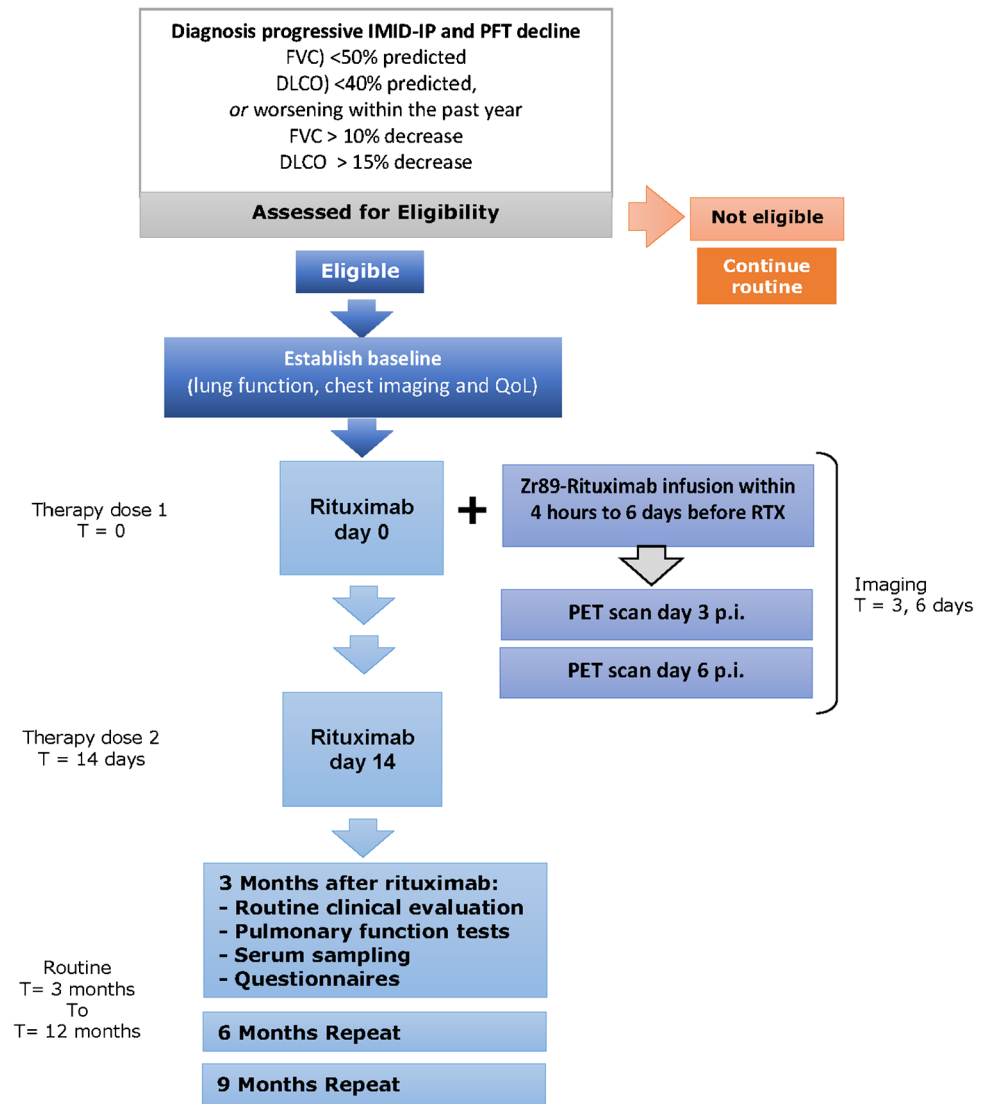 Diagnosis progressive IMID-IP and PFT decline
FVC) <50% predicted
DLCO) <40% predicted,
or worsening within the past year
FVC > 10% decrease
DLCO  > 15% decrease
Assessed for Eligibility
Not eligible
Continue
routine
Eligible
Establish baseline
(lung function, chest imaging and QoL)
Therapy dose 1
T = 0
Rituximab
day 0
+
Zr89-Rituximab infusion within
4 hours to 6 days before RTX
PET scan day 3 p.i.
PET scan day 6 p.i.
Imaging
T = 3, 6 days
Therapy dose 2
T = 14 days
Rituximab
day 14
Routine
T= 3 months
To
T= 12 months
3 Months after rituximab:
- Routine clinical evaluation
- Pulmonary function tests
- Serum sampling
- Questionnaires
6 Months Repeat
9 Months Repeat